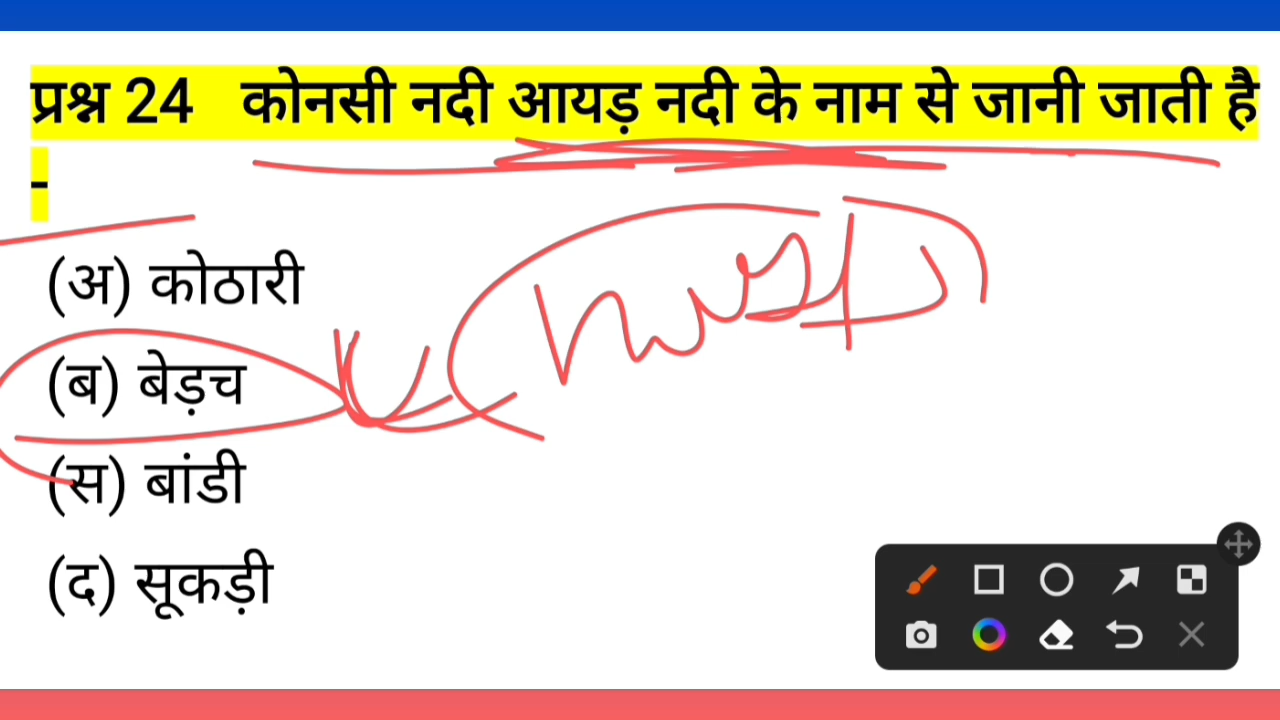 प्रश्न 24 कोनसी नदी आयड़ नदी के नाम से जानी जाती है
-
(अ) कोठारी
(ब) बेड़च
(स) बांडी
(द) सूकड़ी